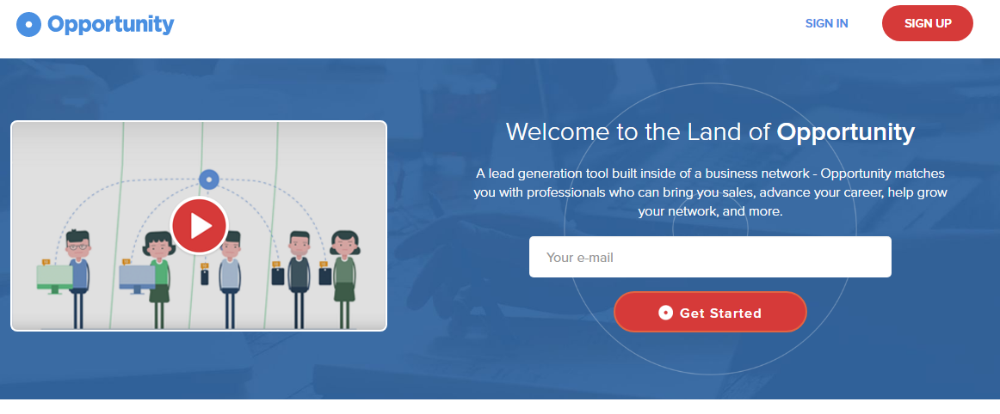 Opportunity
SIGN IN
SIGN UP
Welcome to the Land of Opportunity
A lead generation tool built inside of a business network - Opportunity matches
you with professionals who can bring you sales, advance your career, help grow
your network, and more.
Your e-mail
Get Started